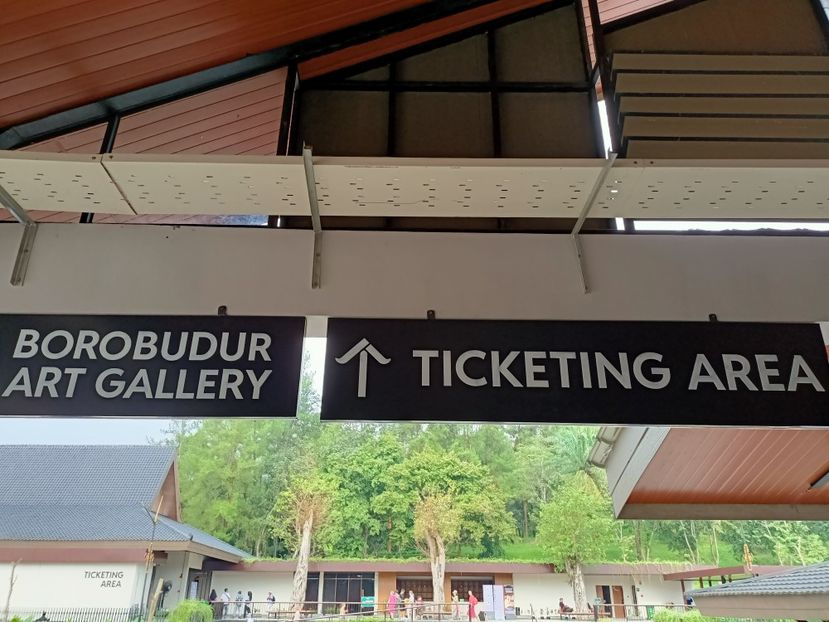 BOROBUDUR
ART GALLERY
TICKETING AREA
TICKETING
AREA